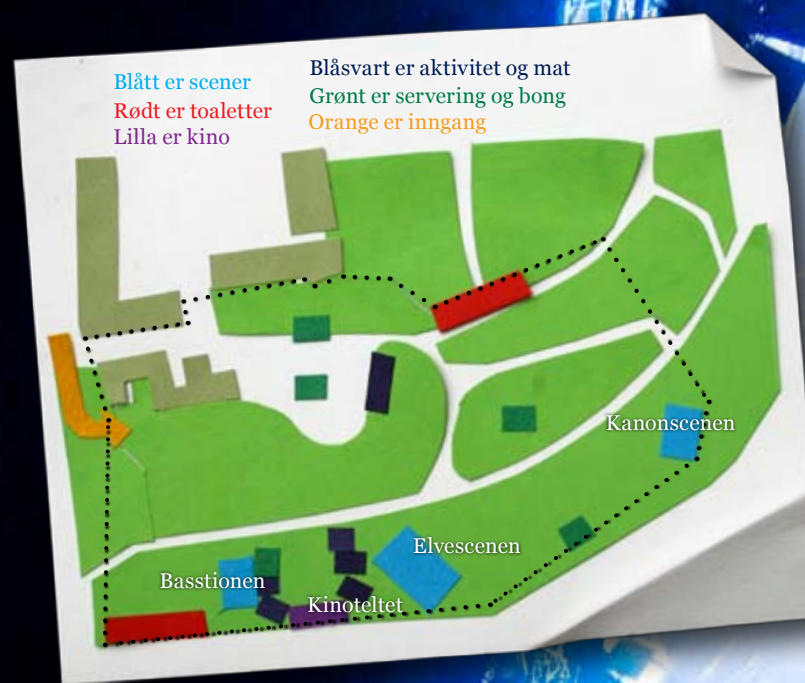 Blått er scener
Rødt er toaletter
Lilla er kino
Blåsvart er aktivitet og mat
Grønt er servering og bong
Orange er inngang
Kanonscenen
Elvescenen
Basstionen
Kinoteltet